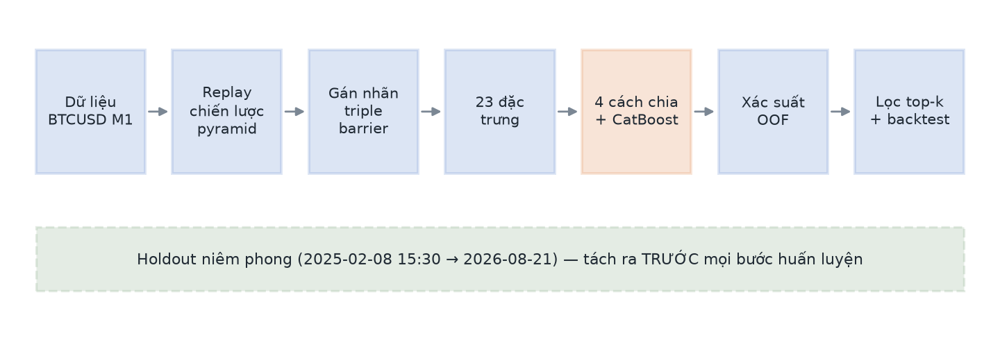 Dữ liệu
BTCUSD M1
Replay
chiến lược
pyramid
Gán nhãn
triple
barrier
23 đặc
trưng
4 cách chia
+ CatBoost
Xác suất
OOF
Lọc top-k
+ backtest
Holdout niêm phong (2025-02-08 15:30 → 2026-08-21) — tách ra TRƯỚC mọi bước huấn luyện